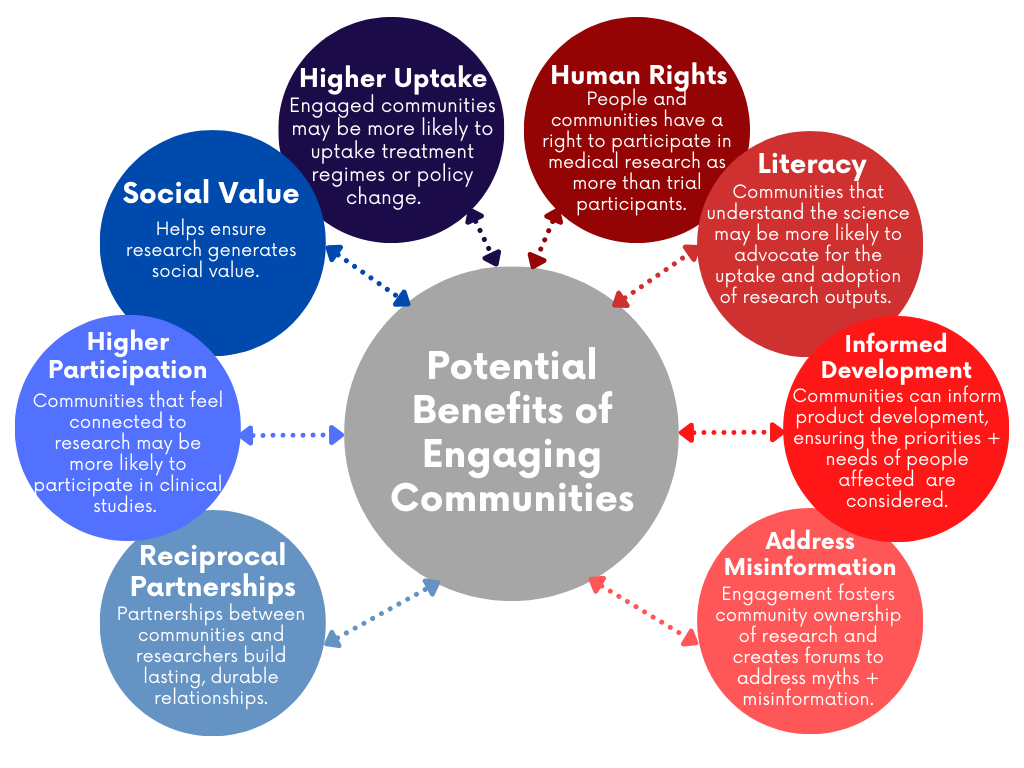 Higher Uptake
Engaged communities
may be more likely to
uptake treatment
regimes or policy
change.
Human Rights
People and
communities have a
right to participate in
medical research as
more than trial
participants.
Social Value
Helps ensure
research generates
social value.
Literacy
Communities that
understand the science
may be more likely to
advocate for the
uptake and adoption
of research outputs.
Higher
Participation
Communities that feel
connected to
research may be
more likely to
participate in clinical
studies.
Potential
Benefits of
Engaging
Communities
Informed
Development
Communities can inform
product development,
ensuring the priorities +
needs of people
affected are
considered.
Reciprocal
Partnerships
Partnerships between
communities and
researchers build
lasting, durable
relationships.
Address
Misinformation
Engagement fosters
community ownership
of research and
creates forums to
address myths +
misinformation.